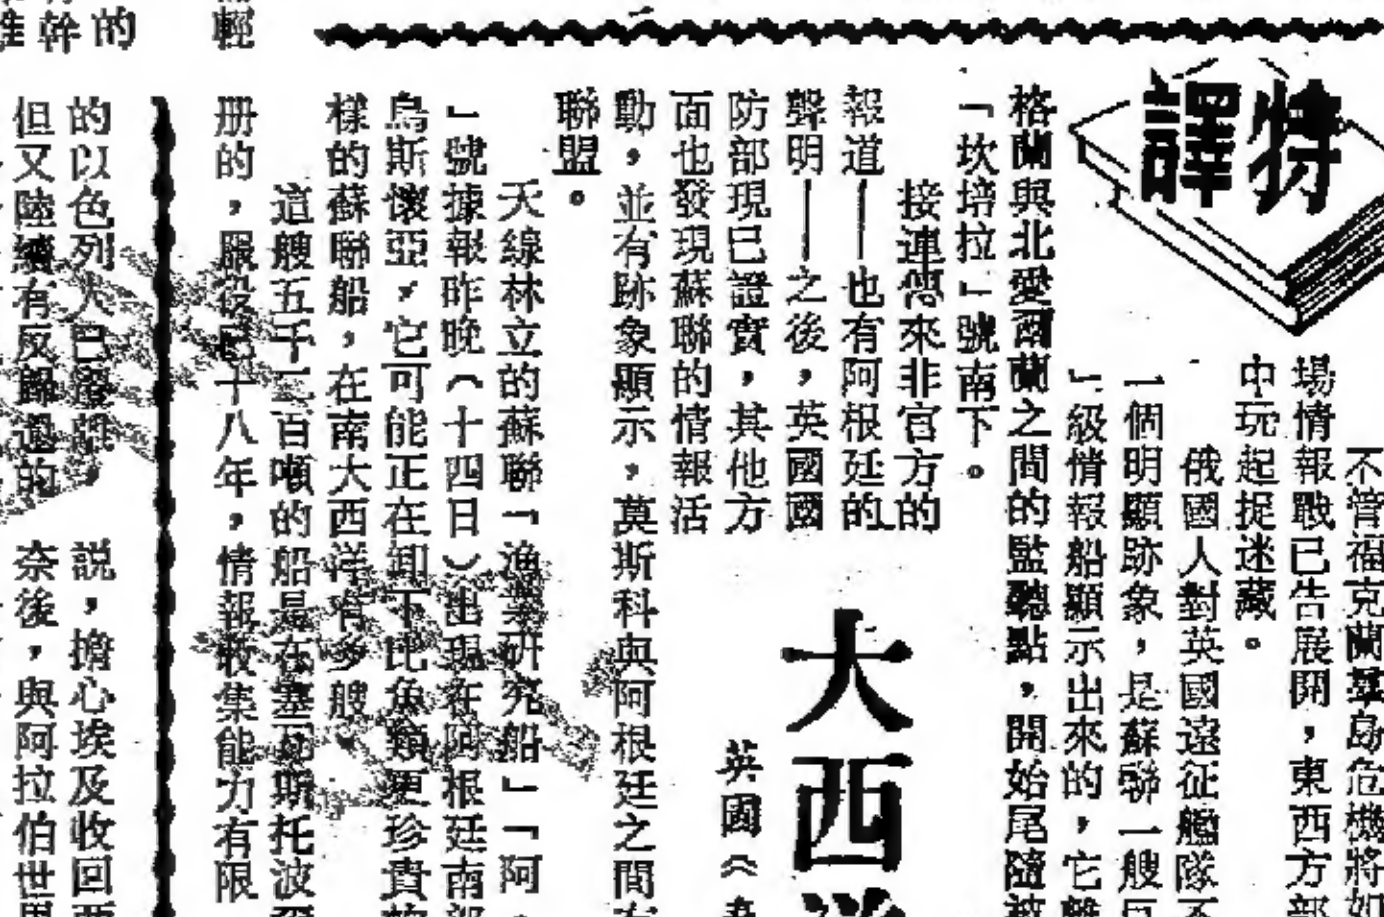 特譯
不管福克蘭羣島危機將如
場情報戰已告展開，東西方部
中玩起捉迷藏。
俄國人對英國遠征艦隊不
一個明顯跡象，是蘇聯一艘巨
」級情報船顯示出來的，它離
格蘭與北愛爾蘭之間的監聽點，開始尾隨被
「坎培拉」號南下。
接連傳來非官方的
報道——也有阿根廷的
聲明——之後，英國國
防部現已證實，其他方
面也發現蘇聯的情報活
動，並有跡象顯示，莫斯科與阿根廷之間有
聯盟。
大西洋
英國《
天線林立的蘇聯「漁業研究船」「阿
」號據報昨晚（十四日）出現在阿根廷南部
烏斯懷亞，它可能正在卸下比魚類更珍貴的
樣的蘇聯船，在南大西洋有多艘。
這艘五千二百噸的船是在塞瓦斯托波爾
册的，服役已十八年，情報收集能力有限
輕
的
幹
的以色列大巴
說，擔心埃及收回西
但又陸續有反
奈後，與阿拉伯世界